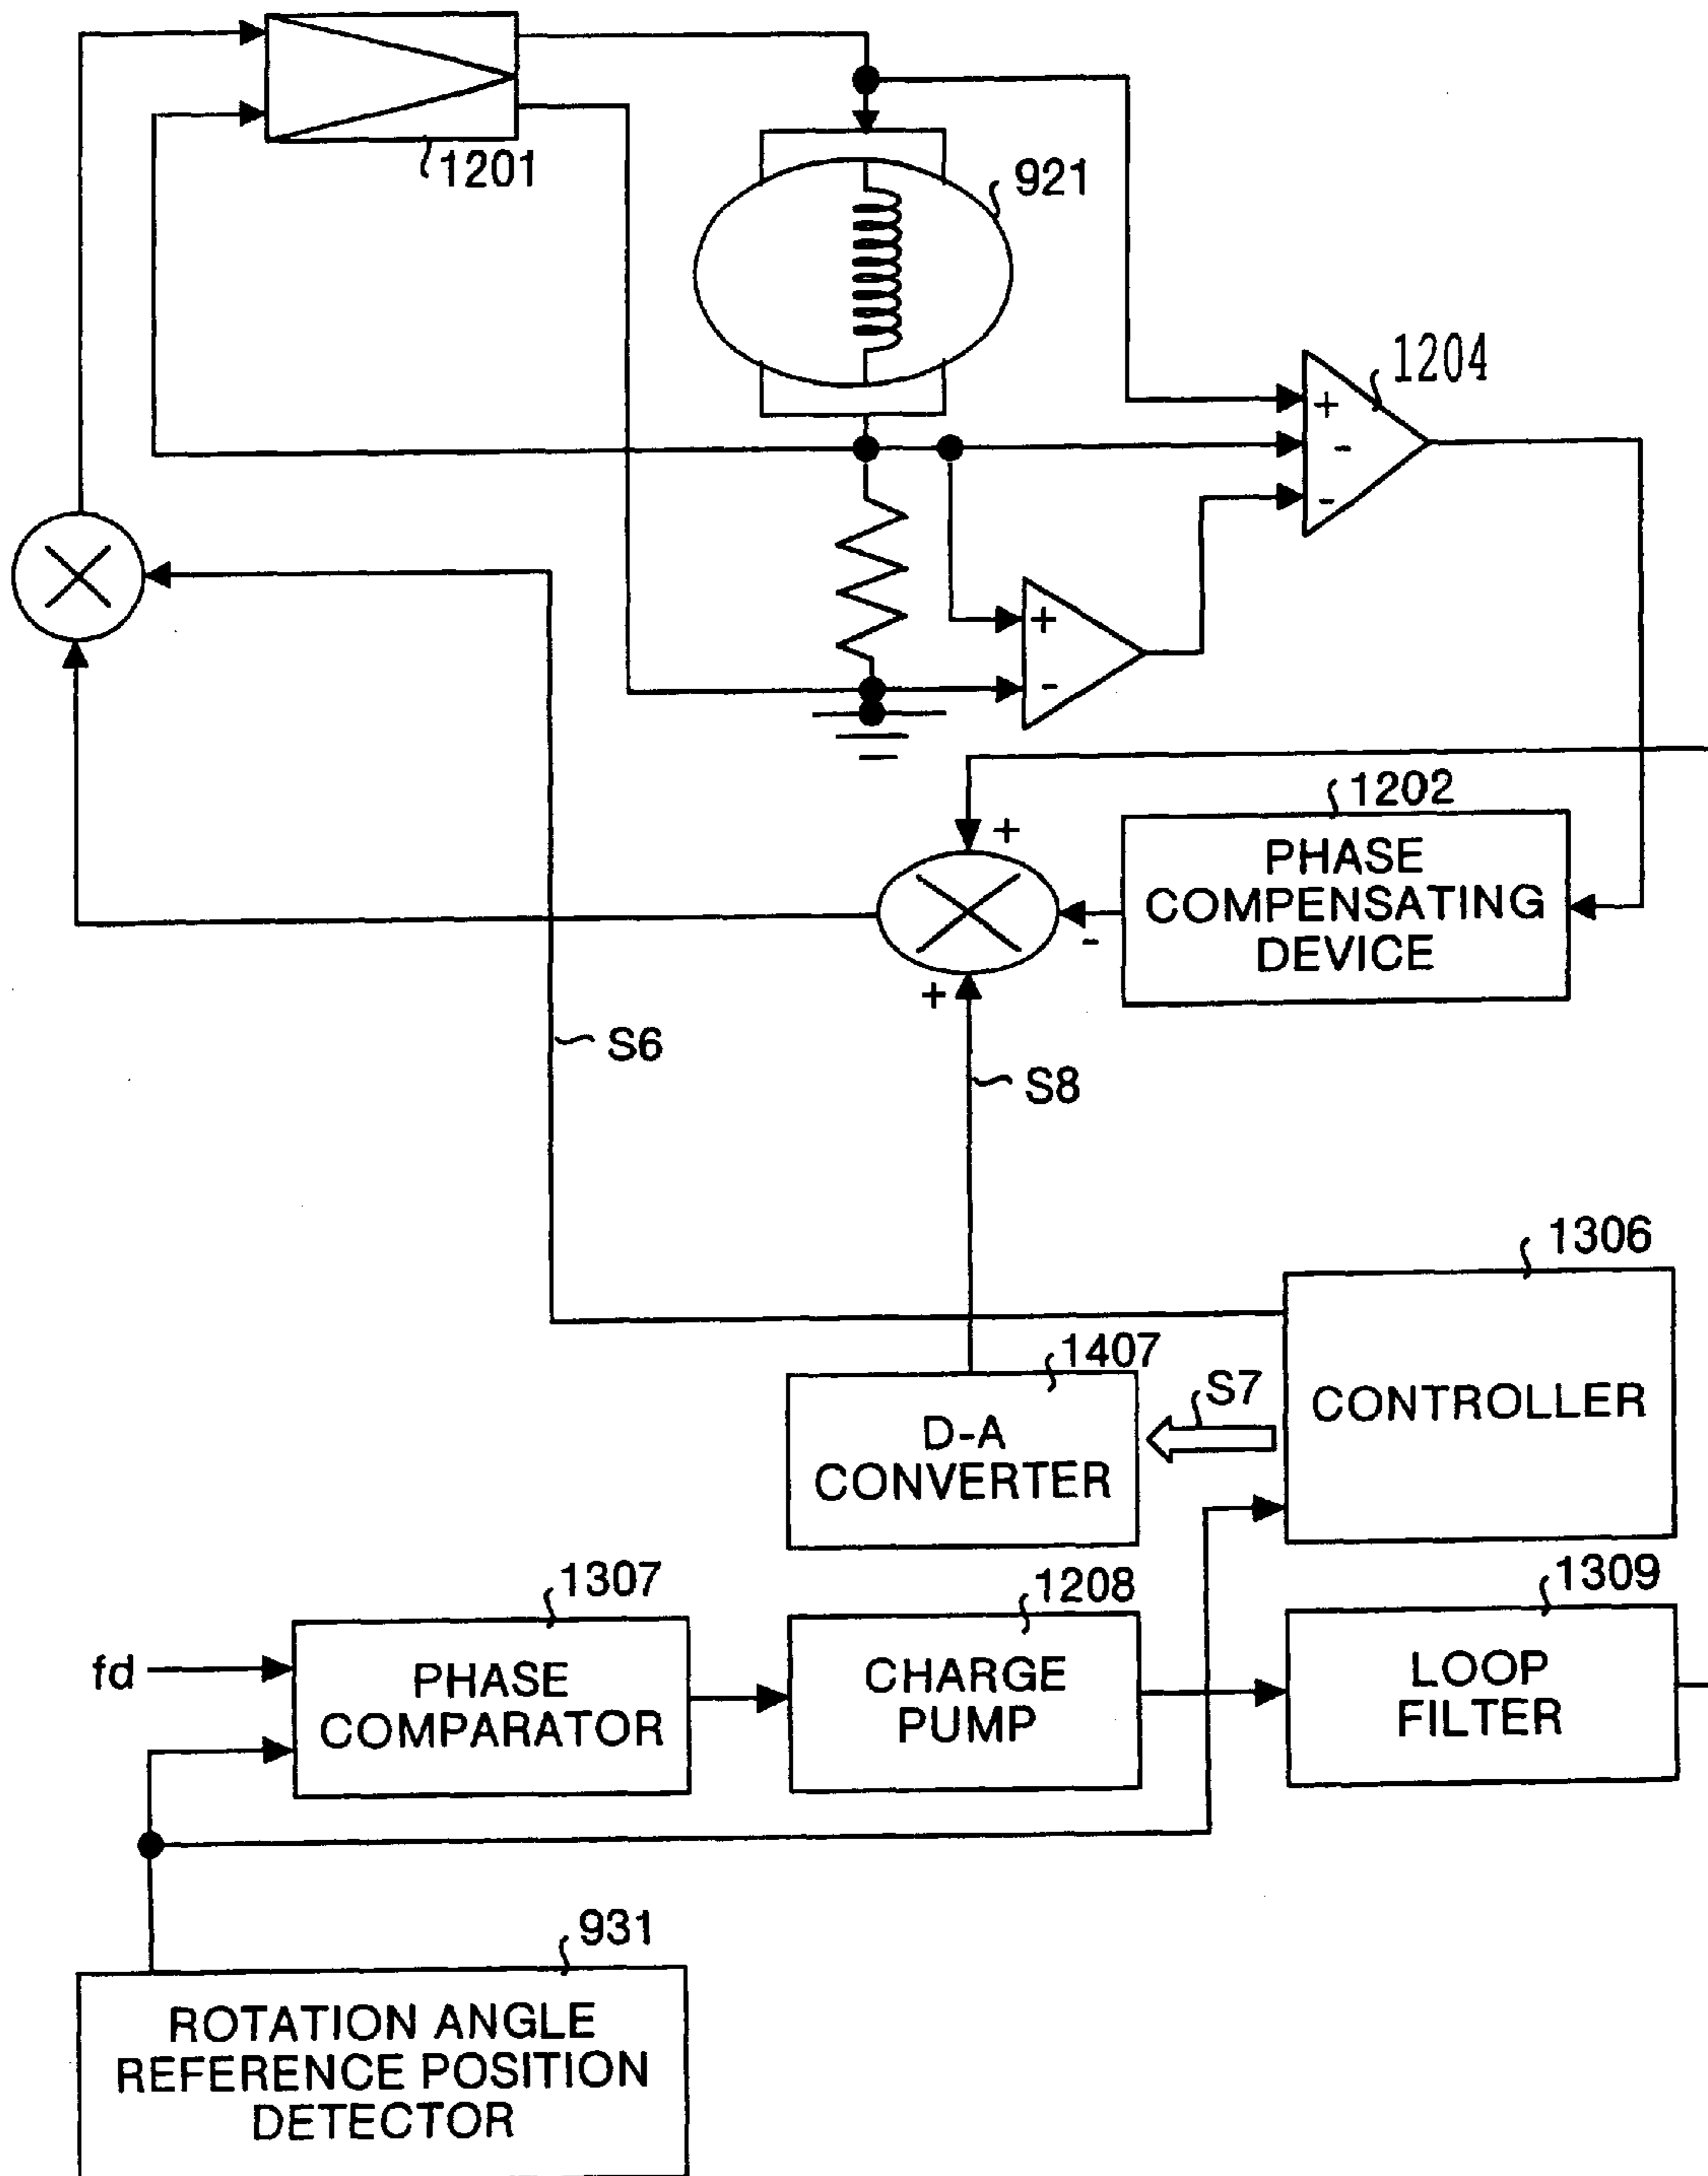 1201
921
1204
+
-
-
+
-
1202
+
PHASE
COMPENSATING
DEVICE
-
+
S6
S8
1306
CONTROLLER
1407
S7
D-A
CONVERTER
1307
1208
1309
fd
PHASE
COMPARATOR
CHARGE
PUMP
LOOP
FILTER
931
ROTATION ANGLE
REFERENCE POSITION
DETECTOR